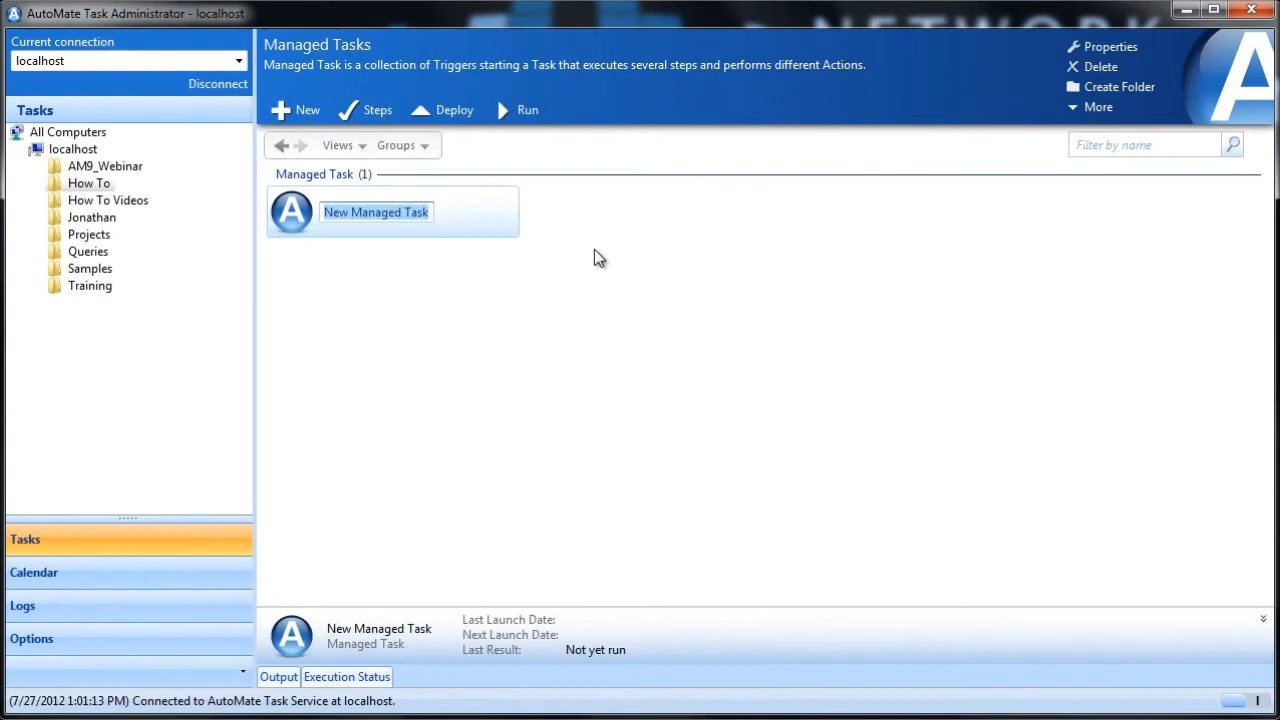 AutoMate Task Administrator - localhost
NETWORK
Current connection
localhost
Disconnect
Tasks
All Computers
localhost
AM9_Webinar
How To
How To Videos
Jonathan
Projects
Queries
Samples
Training
Tasks
Calendar
Logs
Options
Managed Tasks
Managed Task is a collection of Triggers starting a Task that executes several steps and performs different Actions.
New Steps Deploy Run
Properties
Delete
Create Folder
More
Views Groups
Filter by name
Managed Task (1)
A New Managed Task
A
New Managed Task
Managed Task
Last Launch Date:
Next Launch Date:
Last Result: Not yet run
Output Execution Status
(7/27/2012 1:01:13 PM) Connected to AutoMate Task Service at localhost.